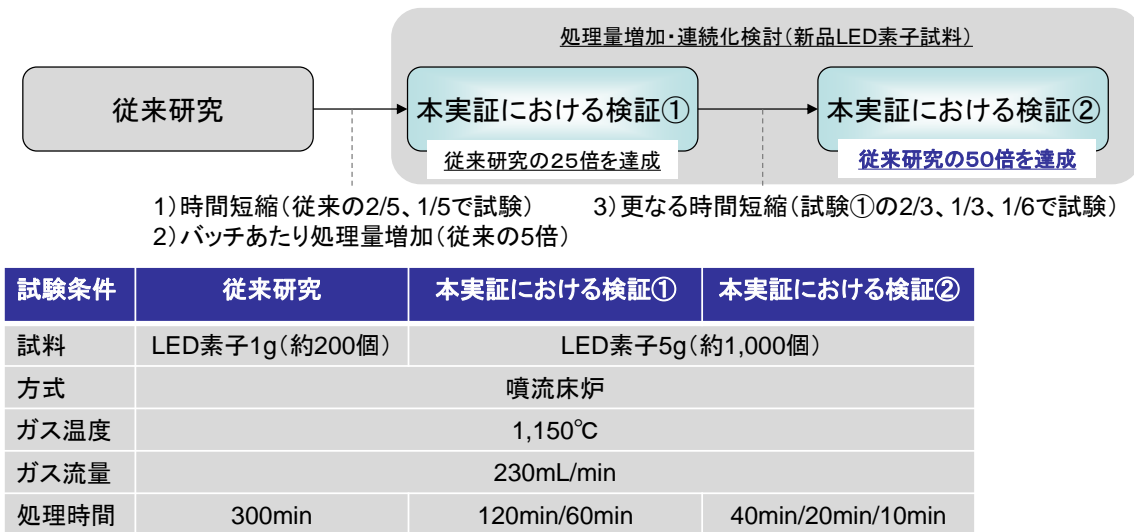 処理量増加・連続化検討（新品LED素子試料）
従来研究
本実証における検証①
本実証における検証②
従来研究の25倍を達成
従来研究の50倍を達成
1）時間短縮（従来の2/5、1/5で試験）
3）更なる時間短縮（試験①の2/3、1/3、1/6で試験）
2）バッチあたり処理量増加（従来の5倍）
試験条件 従来研究 本実証における検証① 本実証における検証②
試料 LED素子1g（約200個） LED素子5g（約1,000個）
方式 噴流床炉
ガス温度 1,150℃
ガス流量 230mL/min
処理時間 300min 120min/60min 40min/20min/10min